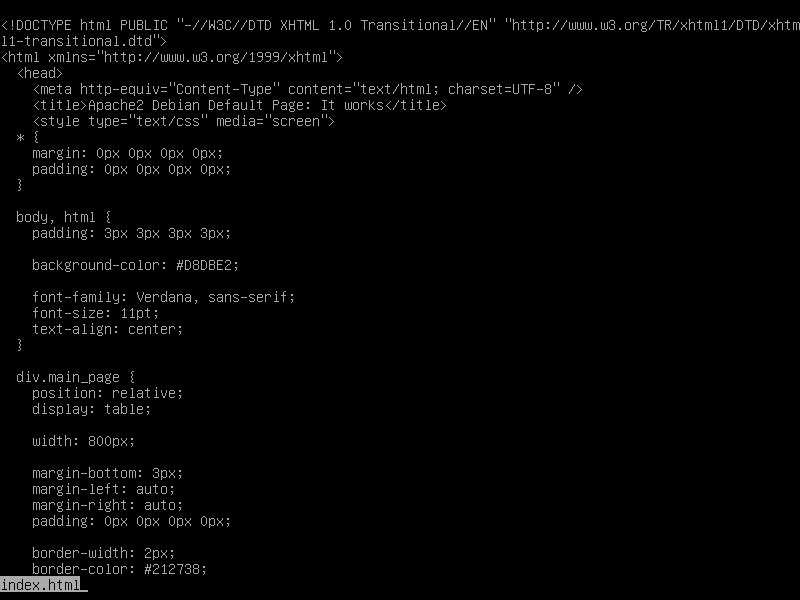 <!DOCTYPE html PUBLIC "-//W3C//DTD XHTML 1.0 Transitional//EN" "http://www.w3.org/TR/xhtml1/DTD/xhtm
l1-transitional.dtd">
<html xmlns="http://www.w3.org/1999/xhtml">
  <head>
    <meta http-equiv="Content-Type" content="text/html; charset=UTF-8" />
    <title>Apache2 Debian Default Page: It works</title>
    <style type="text/css" media="screen">
  * {
    margin: 0px 0px 0px 0px;
    padding: 0px 0px 0px 0px;
  }

  body, html {
    padding: 3px 3px 3px 3px;

    background-color: #D8DBE2;

    font-family: Verdana, sans-serif;
    font-size: 11pt;
    text-align: center;
  }

  div.main_page {
    position: relative;
    display: table;

    width: 800px;

    margin-bottom: 3px;
    margin-left: auto;
    margin-right: auto;
    padding: 0px 0px 0px 0px;

    border-width: 2px;
    border-color: #212738;
index.html